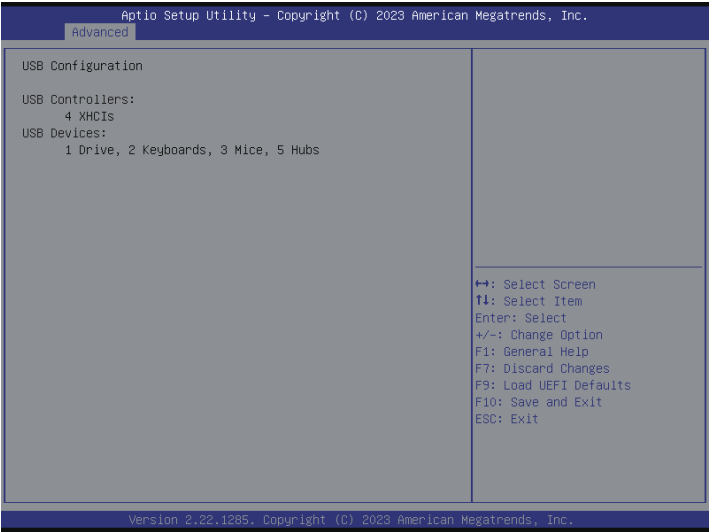 Aptio Setup Utility – Copyright (C) 2023 American Megatrends, Inc.
Advanced
USB Configuration
USB Controllers:
4 XHCIs
USB Devices:
1 Drive, 2 Keyboards, 3 Mice, 5 Hubs
↔: Select Screen
↑↓: Select Item
Enter: Select
+/-: Change Option
F1: General Help
F7: Discard Changes
F9: Load UEFI Defaults
F10: Save and Exit
ESC: Exit
Version 2.22.1285. Copyright (C) 2023 American Megatrends, Inc.